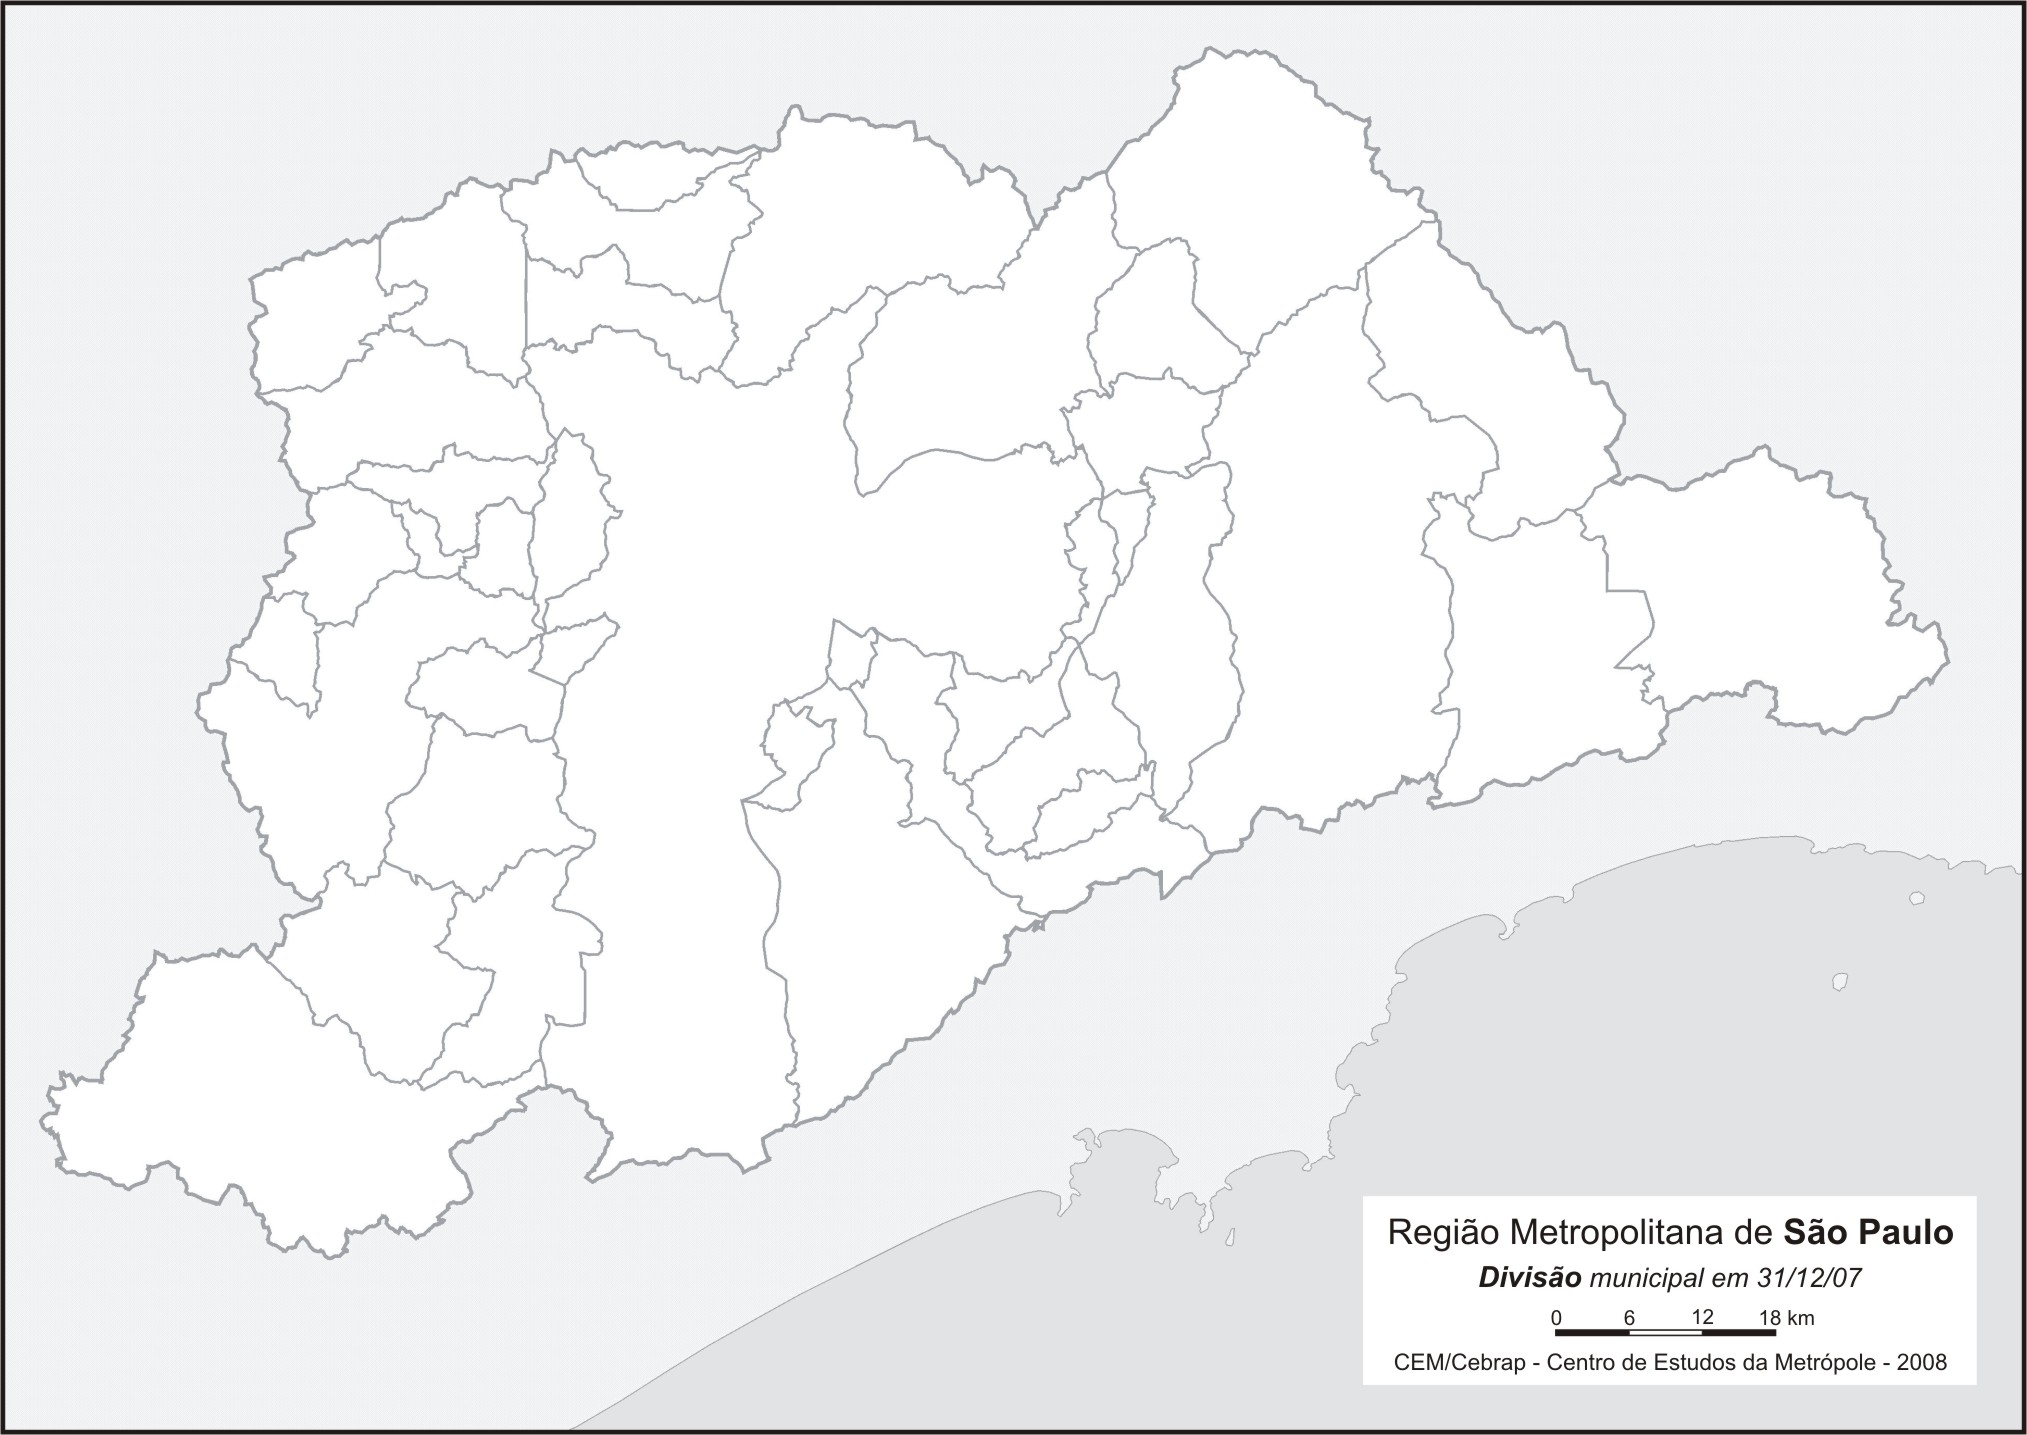 Região Metropolitana de São Paulo
Divisão municipal em 31/12/07
0 6 12 18 km
CEM/Cebrap - Centro de Estudos da Metrópole - 2008